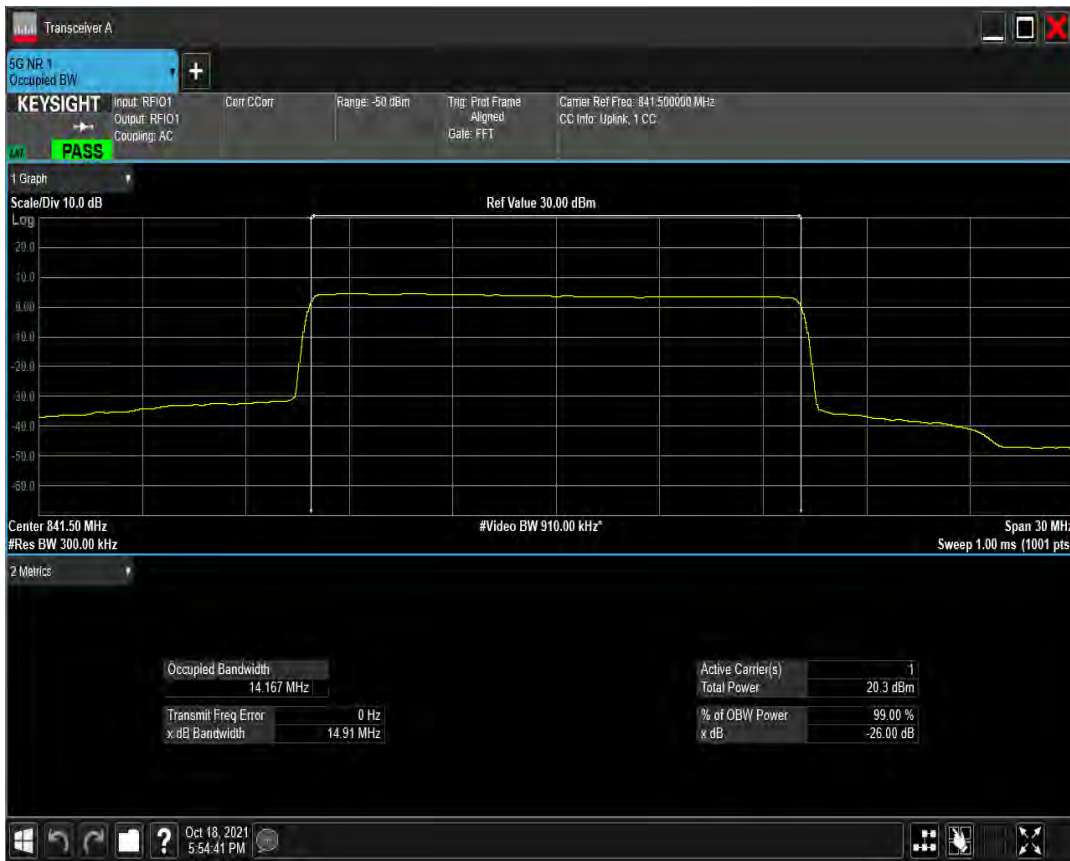 Transceiver A
5G NR 1
Occupied BW
+
KEYSIGHT
Input: RFIO1
Output: RFIO1
Coupling: AC
Corr CCorr
Range: -50 dBm
Trig: Prot Frame
Aligned
Gate: FFT
Carrier Ref Freq: 841.500000 MHz
CC Info: Uplink, 1 CC
PASS
1 Graph
Scale/Div 10.0 dB
Ref Value 30.00 dBm
Log
20.0
10.0
0.00
-10.0
-20.0
-30.0
-40.0
-50.0
-60.0
Center 841.50 MHz
#Video BW 910.00 kHz*
Span 30 MHz
#Res BW 300.00 kHz
Sweep 1.00 ms (1001 pts
2 Metrics
Occupied Bandwidth
14.167 MHz
Transmit Freq Error 0 Hz
x dB Bandwidth 14.91 MHz
Active Carrier(s) 1
Total Power 20.3 dBm
% of OBW Power 99.00 %
x dB -26.00 dB
?
Oct 18, 2021
5:54:41 PM